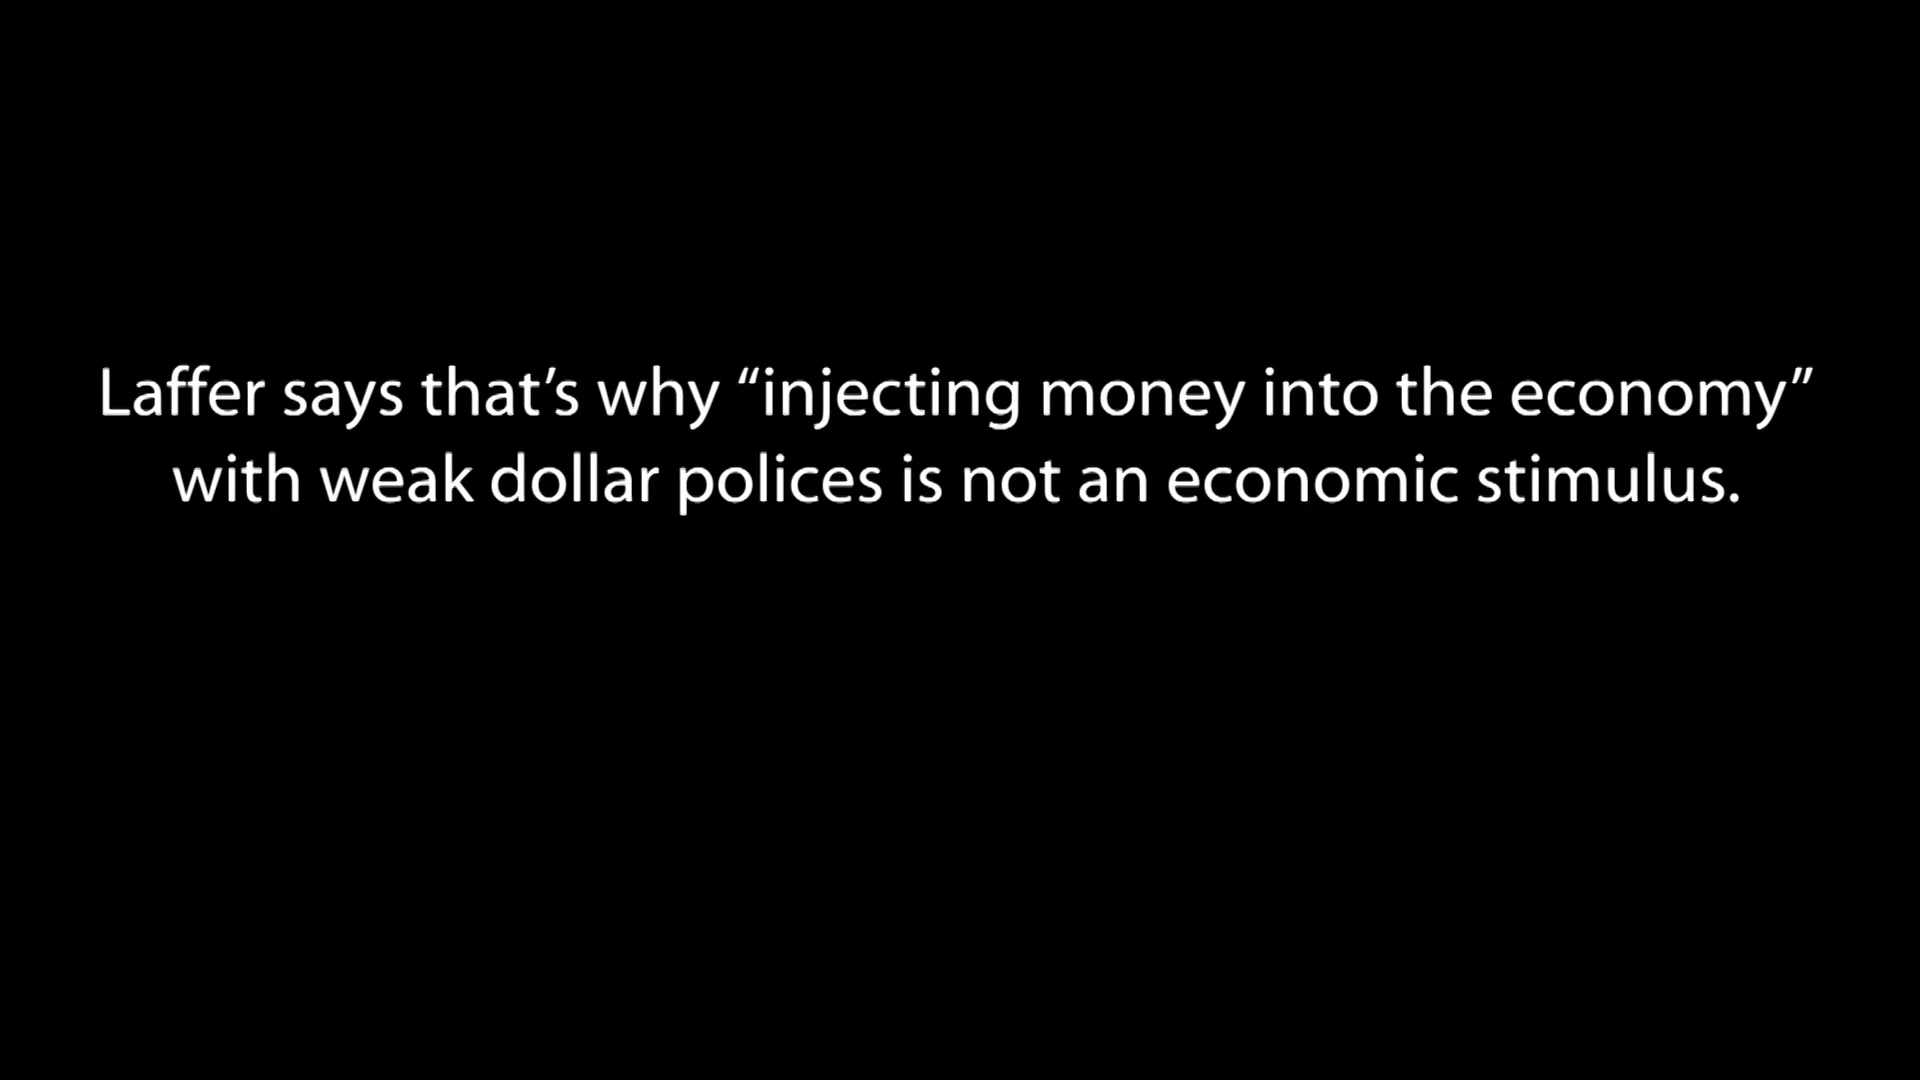 Laffer says that’s why “injecting money into the economy”
with weak dollar polices is not an economic stimulus.